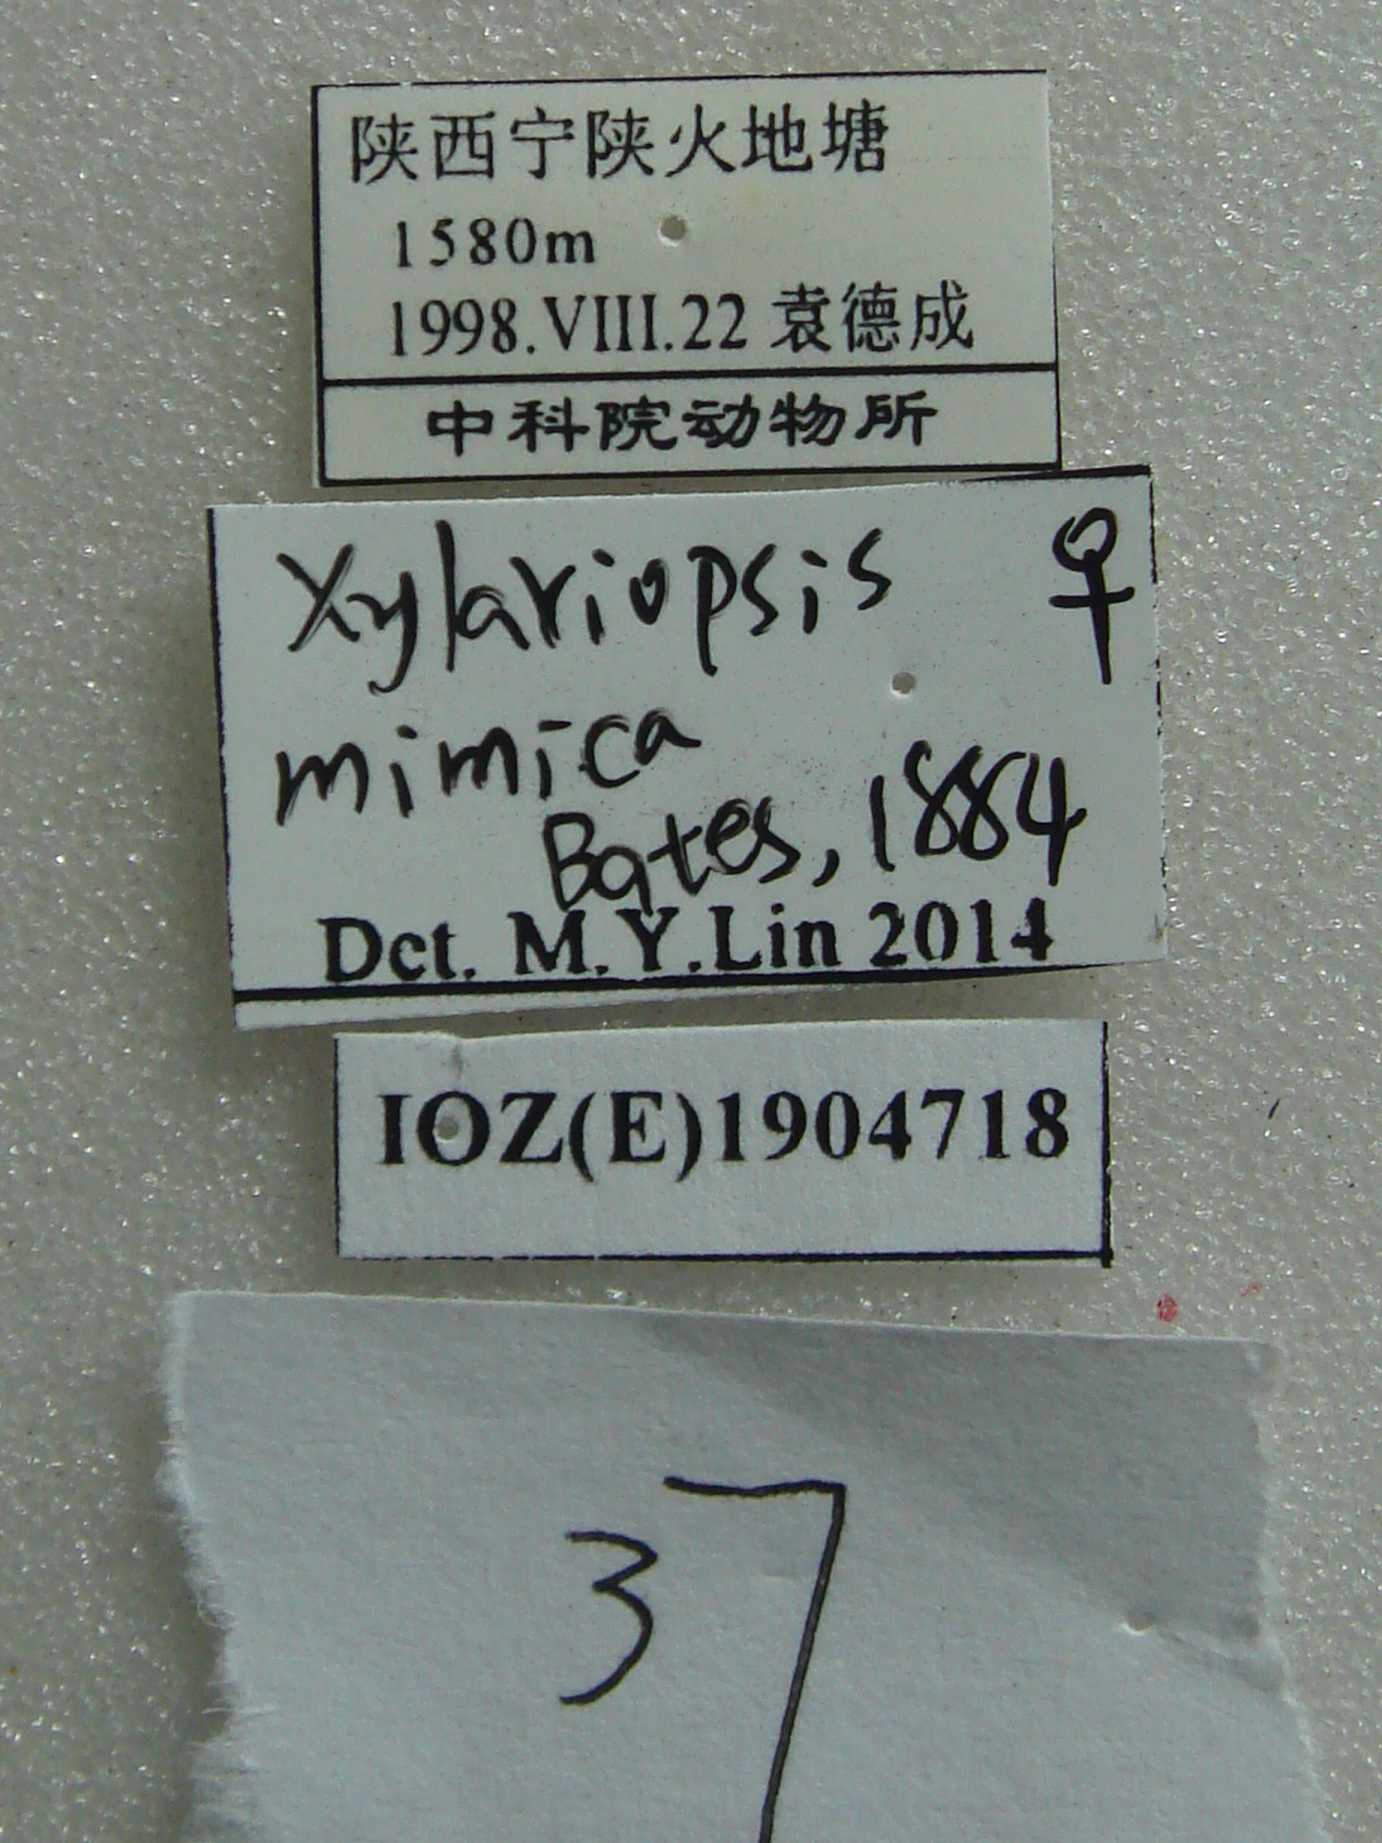 陕西宁陕火地塘
1580m
1998.VIII.22 袁德成
中科院动物所
Xylariopsis ♀
mimica
Bates, 1884
Det. M.Y.Lin 2014
IOZ(E)1904718
37